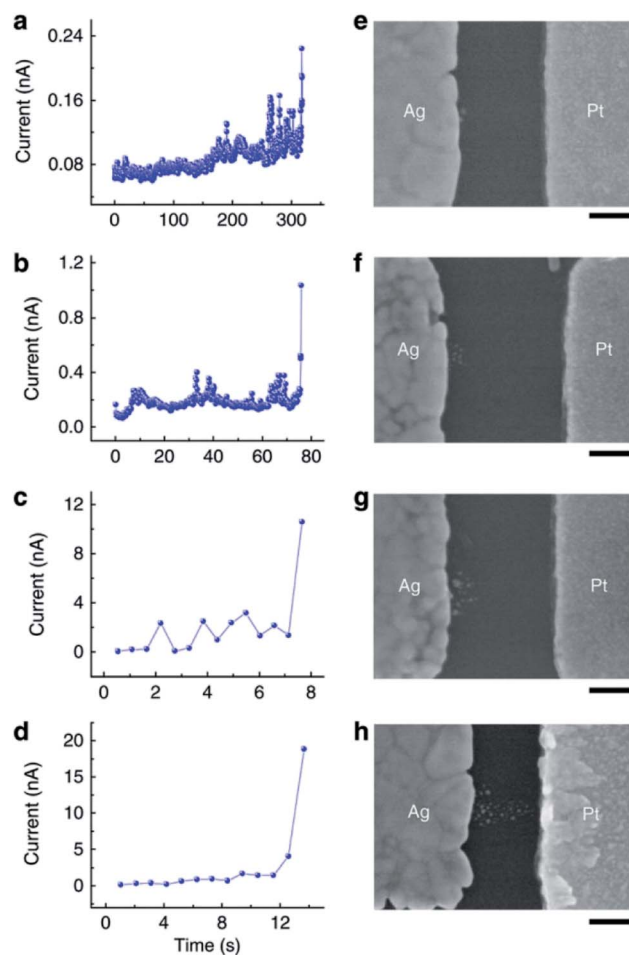 a
Current (nA)
0.24
0.16
0.08
0 100 200 300
e
Ag
Pt
b
Current (nA)
1.2
0.8
0.4
0.0
0 20 40 60 80
f
Ag
Pt
c
Current (nA)
12
8
4
0
0 2 4 6 8
g
Ag
Pt
d
Current (nA)
20
15
10
5
0
0 4 8 12
Time (s)
h
Ag
Pt